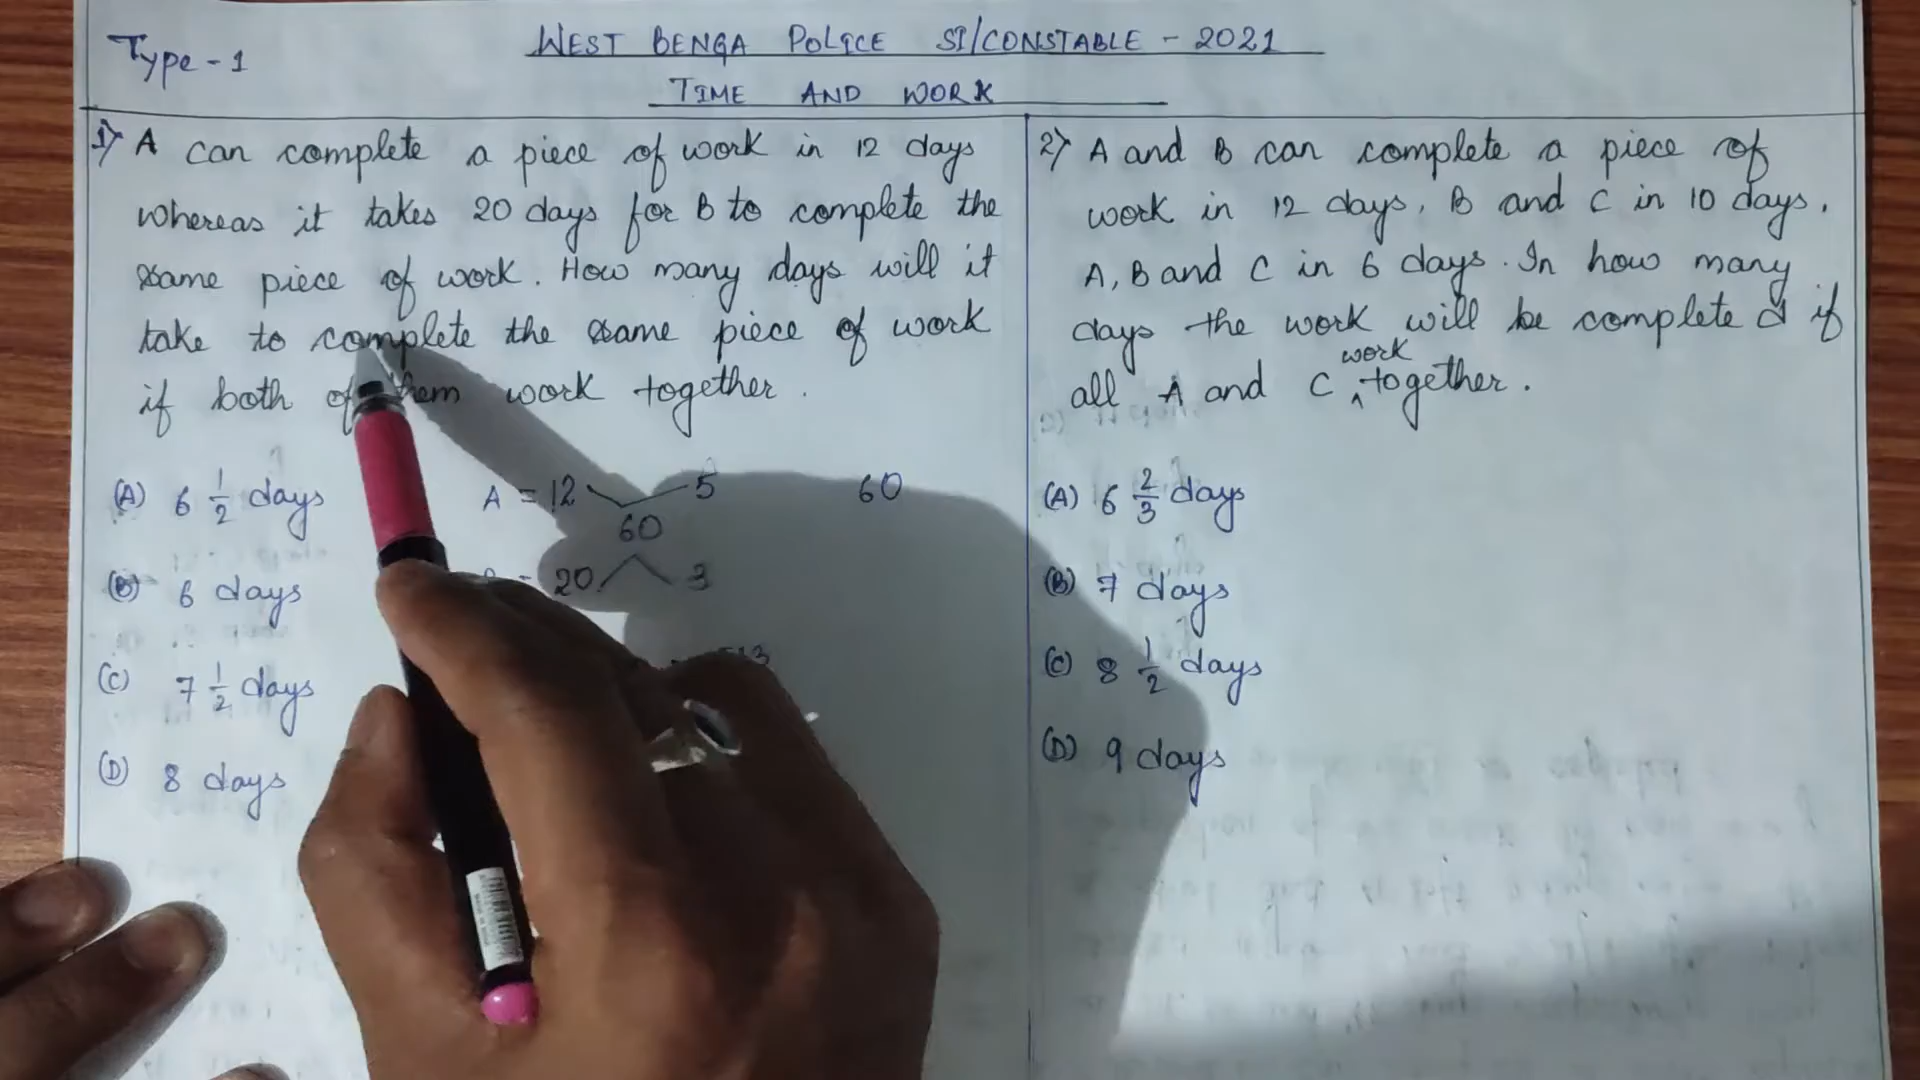 Type - 1
WEST BENGA POLICE SI/CONSTABLE - 2021
TIME AND WORK
1) A can complete a piece of work in 12 days
whereas it takes 20 days for B to complete the
same piece of work. How many days will it
take to complete the same piece of work
if both of them work together.
(A) 6 1/2 days
(B) 6 days
(C) 7 1/2 days
(D) 8 days
A = 12 5 60
60
20 3
2) A and B can complete a piece of
work in 12 days, B and C in 10 days.
A, B and C in 6 days. In how many
days the work will be complete d if
all A and C work together.
(A) 6 2/3 days
(B) 7 days
(C) 8 1/2 days
(D) 9 days